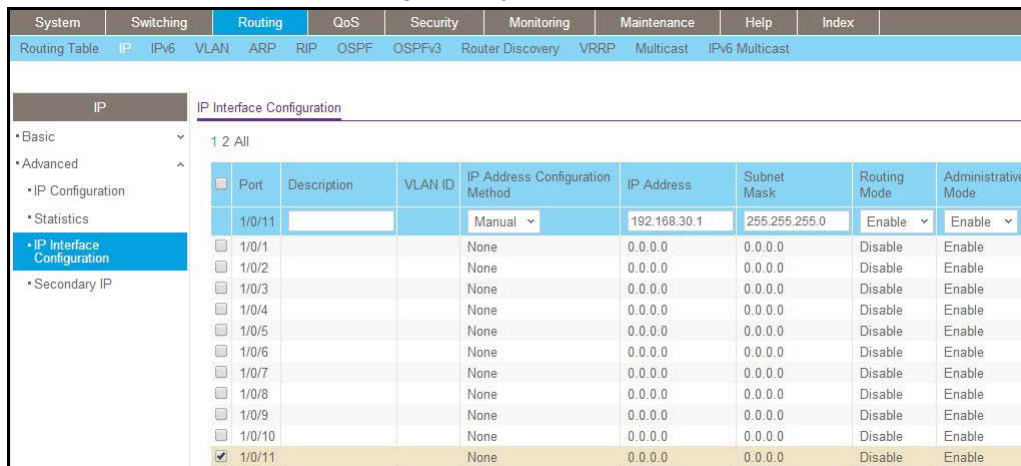 System Switching Routing QoS Security Monitoring Maintenance Help Index
Routing Table IP IPv6 VLAN ARP RIP OSPF OSPFv3 Router Discovery VRRP Multicast IPv6 Multicast
IP
Basic
Advanced
IP Configuration
Statistics
IP Interface
Configuration
Secondary IP
IP Interface Configuration
1 2 All
Port Description VLAN ID IP Address Configuration Method IP Address Subnet Mask Routing Mode Administrative Mode
1/0/11 Manual 192.168.30.1 255.255.255.0 Enable Enable
1/0/1 None 0.0.0.0 0.0.0.0 Disable Enable
1/0/2 None 0.0.0.0 0.0.0.0 Disable Enable
1/0/3 None 0.0.0.0 0.0.0.0 Disable Enable
1/0/4 None 0.0.0.0 0.0.0.0 Disable Enable
1/0/5 None 0.0.0.0 0.0.0.0 Disable Enable
1/0/6 None 0.0.0.0 0.0.0.0 Disable Enable
1/0/7 None 0.0.0.0 0.0.0.0 Disable Enable
1/0/8 None 0.0.0.0 0.0.0.0 Disable Enable
1/0/9 None 0.0.0.0 0.0.0.0 Disable Enable
1/0/10 None 0.0.0.0 0.0.0.0 Disable Enable
1/0/11 None 0.0.0.0 0.0.0.0 Disable Enable